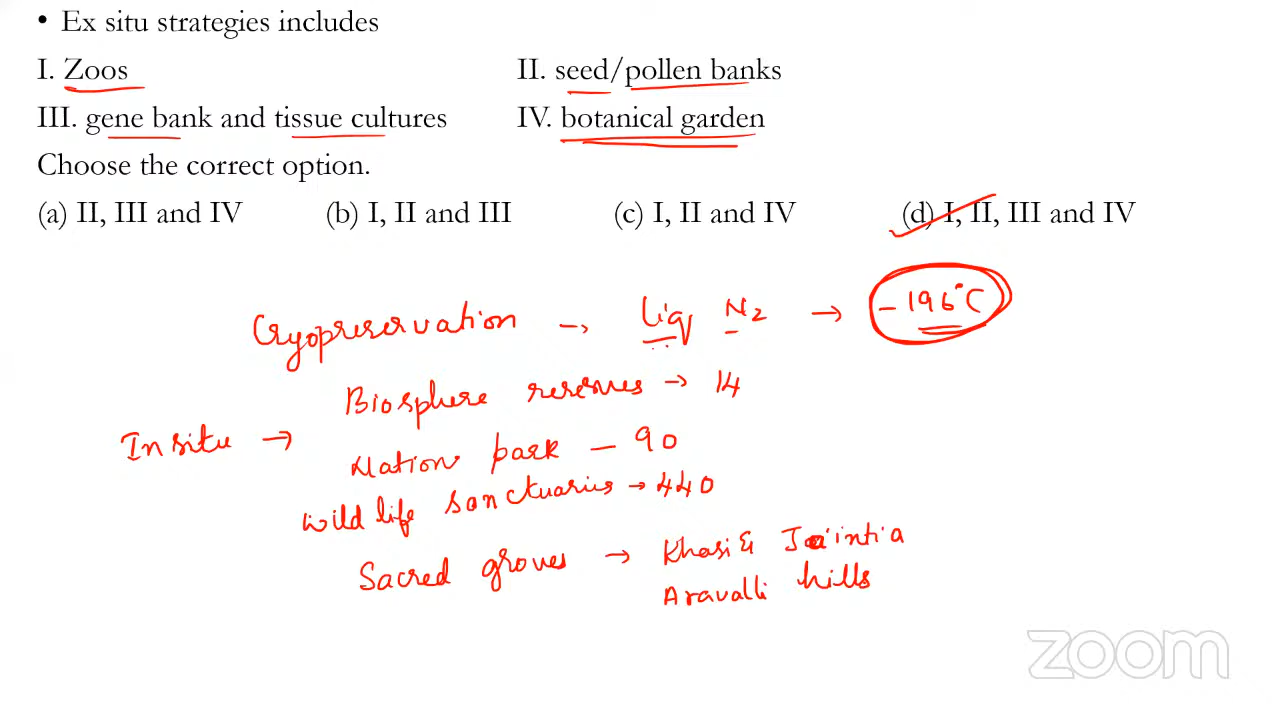 • Ex situ strategies includes
I. Zoos II. seed/pollen banks
III. gene bank and tissue cultures IV. botanical garden
Choose the correct option.
(a) II, III and IV (b) I, II and III (c) I, II and IV (d) I, II, III and IV
Cryopreservation → Liq N2 → -196°C
Biosphere reserves → 14
Insitu →
Nation park - 90
Wild life sanctuaries → 440
Sacred groves → Khasi & Jaintia
Aravalli hills
zoom